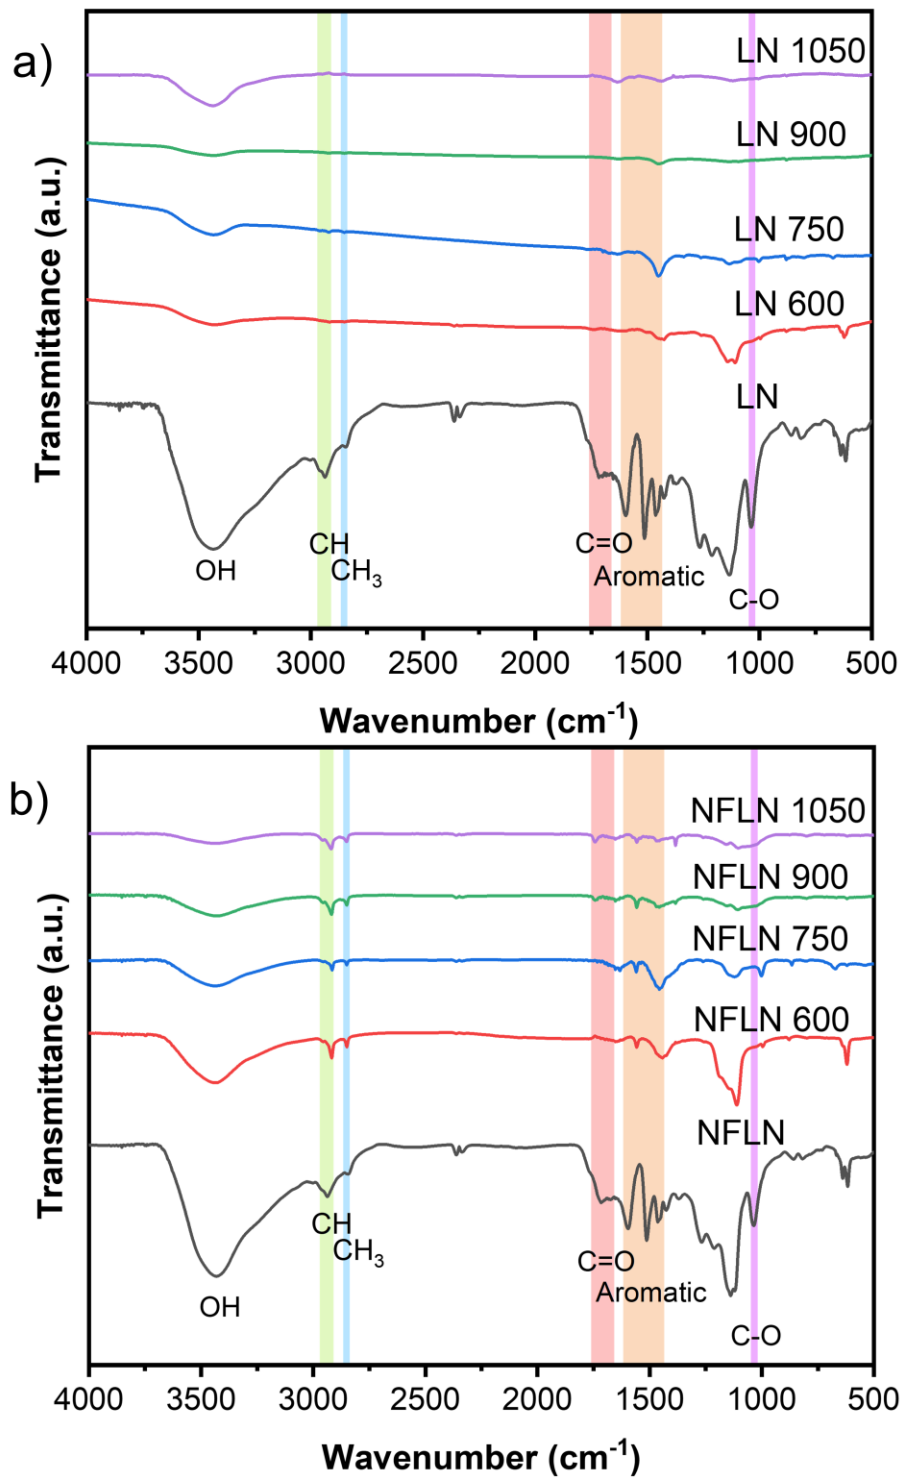 a)
LN 1050
LN 900
LN 750
LN 600
LN
CH
C=O
OH
CH₃
Aromatic
C-O
Transmittance (a.u.)
4000 3500 3000 2500 2000 1500 1000 500
Wavenumber (cm⁻¹)
b)
NFLN 1050
NFLN 900
NFLN 750
NFLN 600
NFLN
CH
CH₃
C=O
OH
Aromatic
C-O
Transmittance (a.u.)
4000 3500 3000 2500 2000 1500 1000 500
Wavenumber (cm⁻¹)